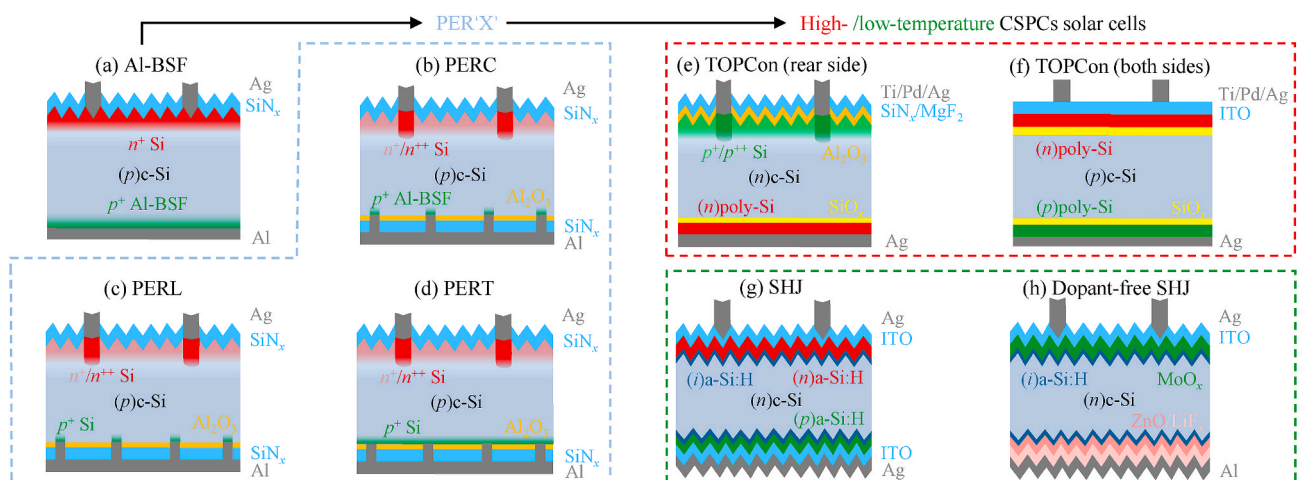 PER'X'
High- /low-temperature CSPCs solar cells
(a) Al-BSF
Ag
SiNₓ
n⁺ Si
(p)c-Si
p⁺ Al-BSF
Al
(b) PERC
Ag
SiNₓ
n⁺/n⁺⁺ Si
(p)c-Si
p⁺ Al-BSF
Al₂O₃
SiNₓ
Al
(c) PERL
Ag
SiNₓ
n⁺/n⁺⁺ Si
(p)c-Si
p⁺ Si
Al₂O₃
SiNₓ
Al
(d) PERT
Ag
SiNₓ
n⁺/n⁺⁺ Si
(p)c-Si
p⁺ Si
Al₂O₃
SiNₓ
Al
(e) TOPCon (rear side)
Ti/Pd/Ag
SiNₓ/MgF₂
p⁺/p⁺⁺ Si
Al₂O₃
(n)c-Si
(n)poly-Si
SiOₓ
Ag
(f) TOPCon (both sides)
Ti/Pd/Ag
ITO
(n)poly-Si
(p)c-Si
(p)poly-Si
SiOₓ
Ag
(g) SHJ
Ag
ITO
(i)a-Si:H
(n)a-Si:H
(n)c-Si
(p)a-Si:H
ITO
Ag
(h) Dopant-free SHJ
Ag
ITO
(i)a-Si:H
MoOₓ
(n)c-Si
ZnO
Al